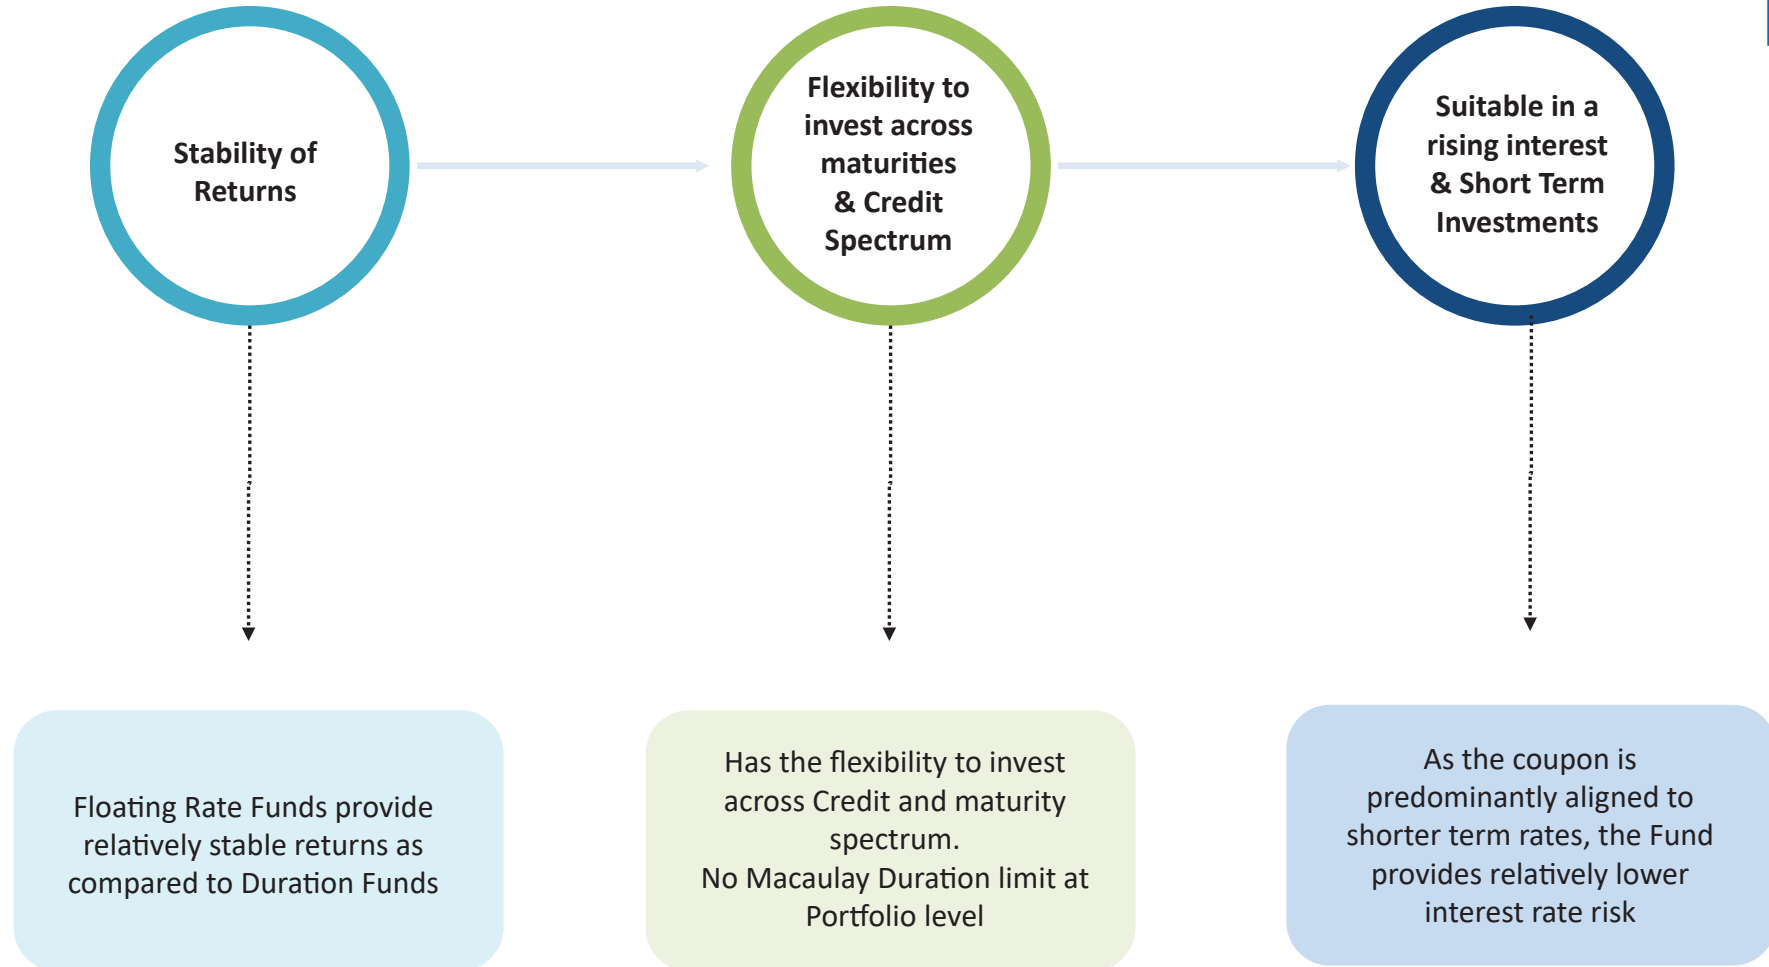 Stability of
Returns
Flexibility to
invest across
maturities
& Credit
Spectrum
Suitable in a
rising interest
& Short Term
Investments
Floating Rate Funds provide
relatively stable returns as
compared to Duration Funds
Has the flexibility to invest
across Credit and maturity
spectrum.
No Macaulay Duration limit at
Portfolio level
As the coupon is
predominantly aligned to
shorter term rates, the Fund
provides relatively lower
interest rate risk